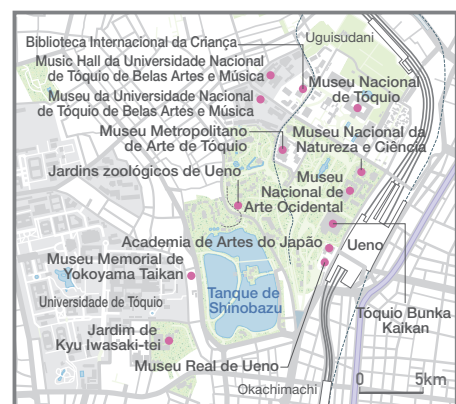 Uguisudani
Biblioteca Internacional da Criança
Music Hall da Universidade Nacional
de Tóquio de Belas Artes e Música
Museu da Universidade Nacional
de Tóquio de Belas Artes e Música
Museu Nacional
de Tóquio
Museu Metropolitano
de Arte de Tóquio
Museu Nacional da
Natureza e Ciência
Jardins zoológicos de Ueno
Museu
Nacional de
Arte Ocidental
Academia de Artes do Japão
Ueno
Museu Memorial de
Yokoyama Taikan
Tanque de
Shinobazu
Universidade de Tóquio
Tóquio Bunka
Kaikan
Jardim de
Kyu Iwasaki-tei
Museu Real de Ueno
Okachimachi
0 5km